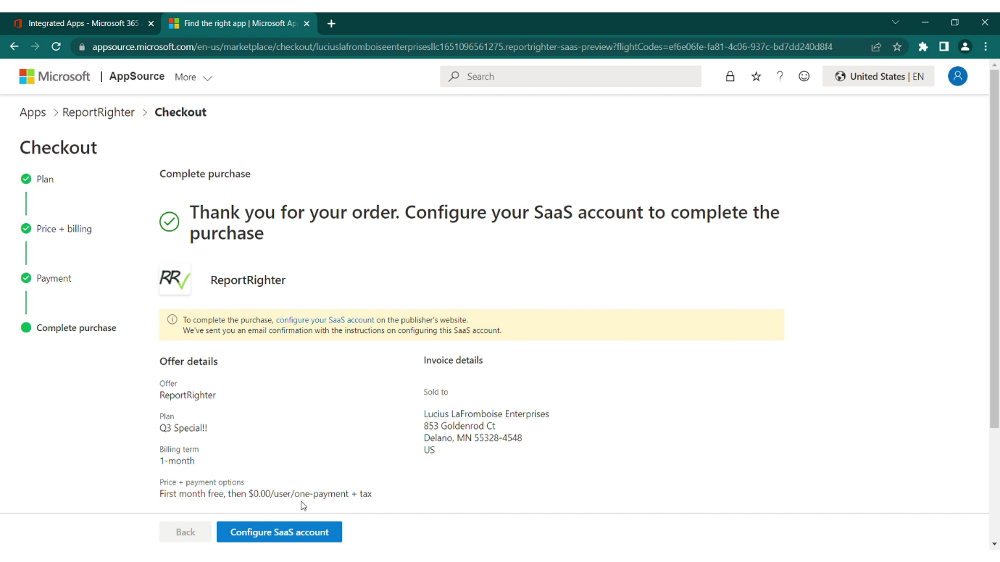 Integrated Apps - Microsoft 365
Find the right app | Microsoft Ap
appsource.microsoft.com/en-us/marketplace/checkout/luciuslafromboiseenterprisesllc1651096561275.reportrighter-saas-preview?flightCodes=ef6e06fe-fa81-4c06-937c-bd7dd240d8f4
Microsoft | AppSource More
Search
United States | EN
Apps > ReportRighter > Checkout
Checkout
Plan
Price + billing
Payment
Complete purchase
Complete purchase
Thank you for your order. Configure your SaaS account to complete the
purchase
RR
ReportRighter
To complete the purchase, configure your SaaS account on the publisher's website.
We've sent you an email confirmation with the instructions on configuring this SaaS account.
Offer details
Offer
ReportRighter
Plan
Q3 Special!!
Billing term
1-month
Price + payment options
First month free, then $0.00/user/one-payment + tax
Invoice details
Sold to
Lucius LaFromboise Enterprises
853 Goldenrod Ct
Delano, MN 55328-4548
US
Back
Configure SaaS account